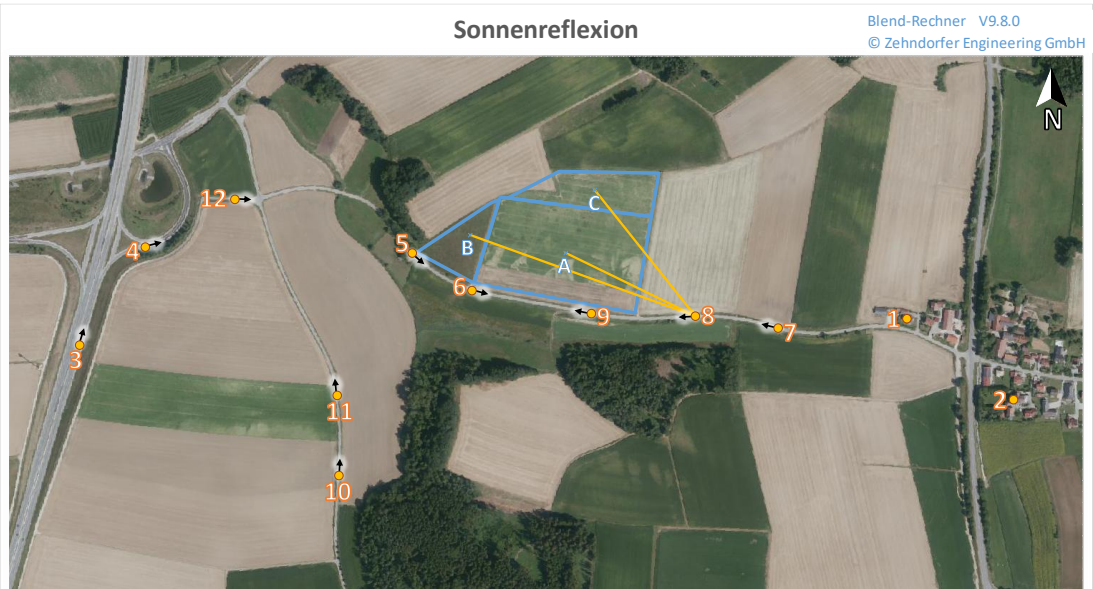 Sonnenreflexion
Blend-Rechner V9.8.0
© Zehndorfer Engineering GmbH
N
12
C
4
5
B
A
6
9
8
7
1
3
11
2
10